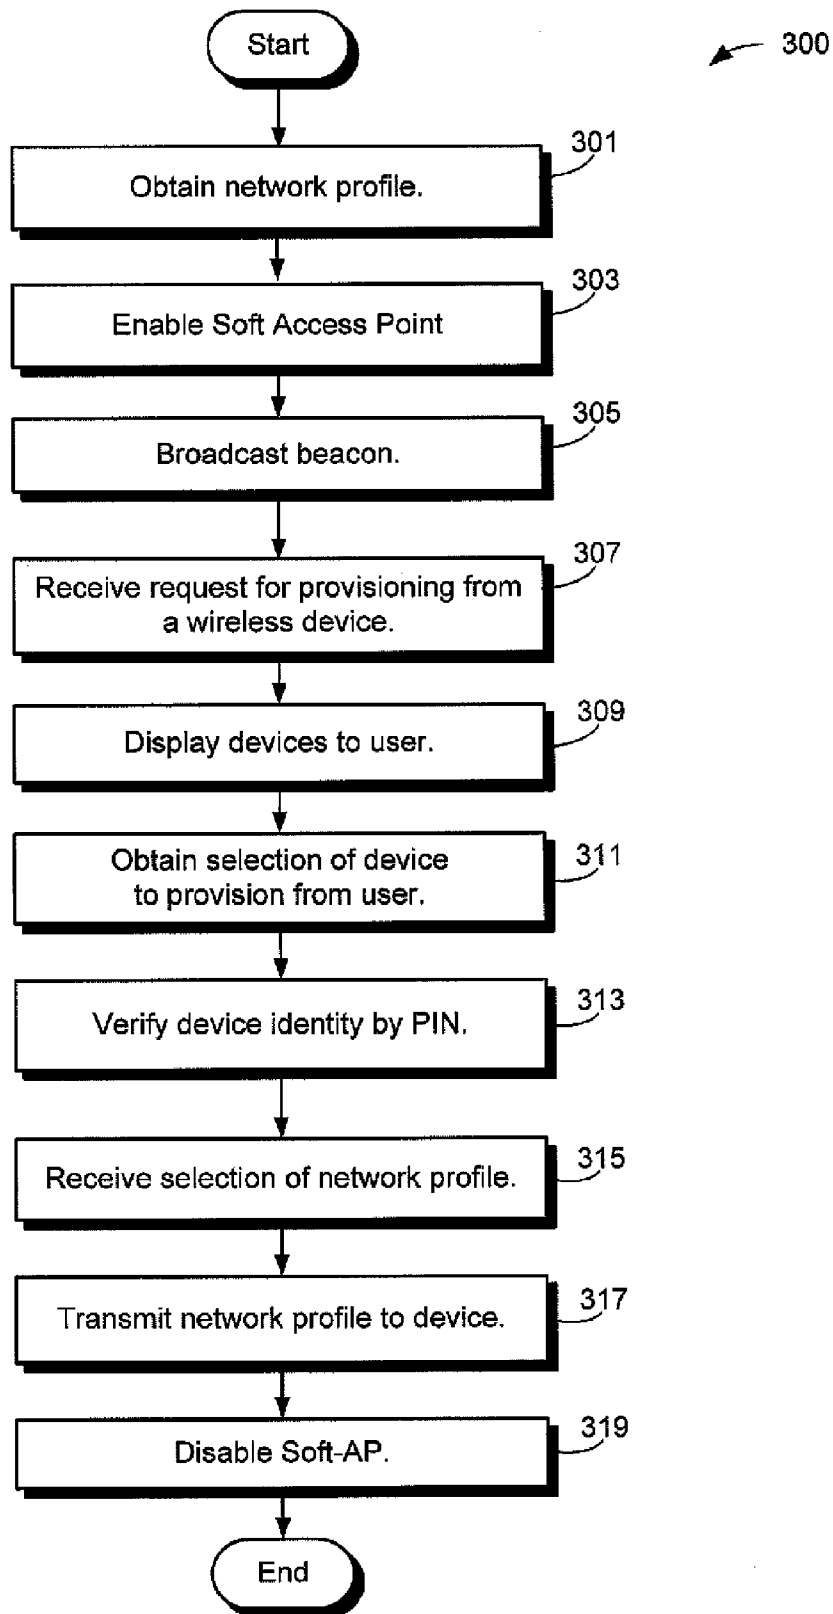 Start
300
301
Obtain network profile.
303
Enable Soft Access Point
305
Broadcast beacon.
307
Receive request for provisioning from
a wireless device.
309
Display devices to user.
311
Obtain selection of device
to provision from user.
313
Verify device identity by PIN.
315
Receive selection of network profile.
317
Transmit network profile to device.
319
Disable Soft-AP.
End